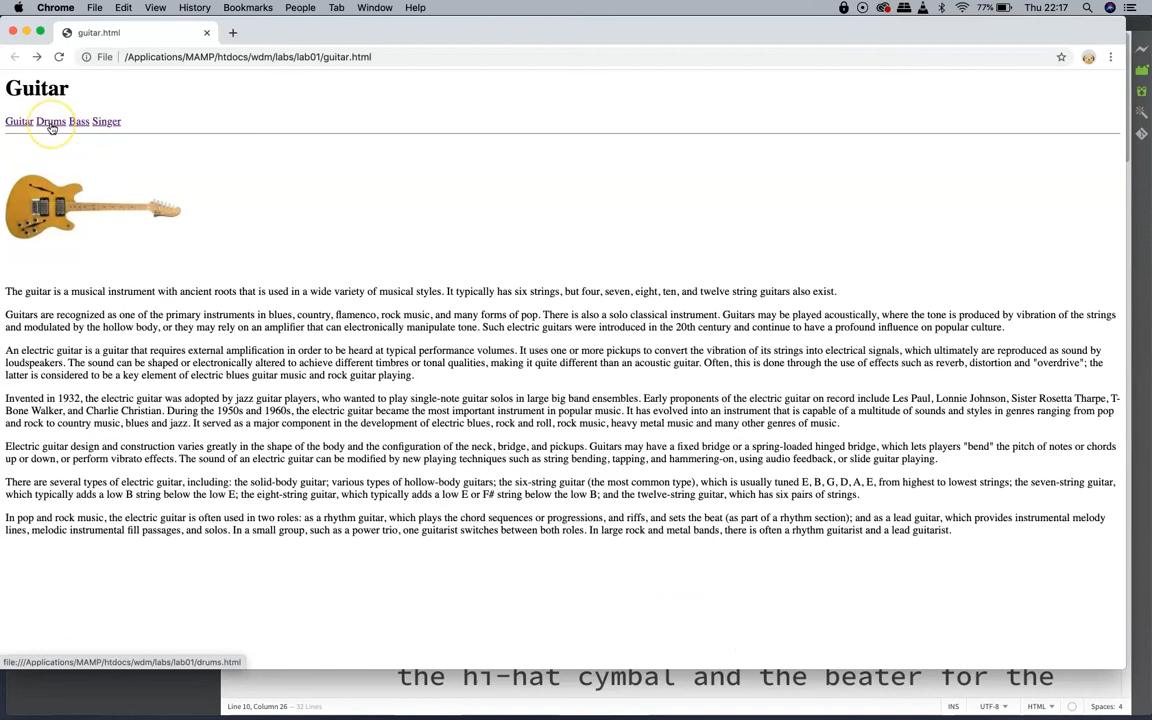 Chrome File Edit View History Bookmarks People Tab Window Help 77% Thu 22:17
guitar.html
File /Applications/MAMP/htdocs/wdm/labs/lab01/guitar.html
Guitar
Guitar Drums Bass Singer
The guitar is a musical instrument with ancient roots that is used in a wide variety of musical styles. It typically has six strings, but four, seven, eight, ten, and twelve string guitars also exist.
Guitars are recognized as one of the primary instruments in blues, country, flamenco, rock music, and many forms of pop. There is also a solo classical instrument. Guitars may be played acoustically, where the tone is produced by vibration of the strings
and modulated by the hollow body, or they may rely on an amplifier that can electronically manipulate tone. Such electric guitars were introduced in the 20th century and continue to have a profound influence on popular culture.
An electric guitar is a guitar that requires external amplification in order to be heard at typical performance volumes. It uses one or more pickups to convert the vibration of its strings into electrical signals, which ultimately are reproduced as sound by
loudspeakers. The sound can be shaped or electronically altered to achieve different timbres or tonal qualities, making it quite different than an acoustic guitar. Often, this is done through the use of effects such as reverb, distortion and "overdrive"; the
latter is considered to be a key element of electric blues guitar music and rock guitar playing.
Invented in 1932, the electric guitar was adopted by jazz guitar players, who wanted to play single-note guitar solos in large big band ensembles. Early proponents of the electric guitar on record include Les Paul, Lonnie Johnson, Sister Rosetta Tharpe, T-
Bone Walker, and Charlie Christian. During the 1950s and 1960s, the electric guitar became the most important instrument in popular music. It has evolved into an instrument that is capable of a multitude of sounds and styles in genres ranging from pop
and rock to country music, blues and jazz. It served as a major component in the development of electric blues, rock and roll, rock music, heavy metal music and many other genres of music.
Electric guitar design and construction varies greatly in the shape of the body and the configuration of the neck, bridge, and pickups. Guitars may have a fixed bridge or a spring-loaded hinged bridge, which lets players "bend" the pitch of notes or chords
up or down, or perform vibrato effects. The sound of an electric guitar can be modified by new playing techniques such as string bending, tapping, and hammering-on, using audio feedback, or slide guitar playing.
There are several types of electric guitar, including: the solid-body guitar; various types of hollow-body guitars; the six-string guitar (the most common type), which is usually tuned E, B, G, D, A, E, from highest to lowest strings; the seven-string guitar,
which typically adds a low B string below the low E; the eight-string guitar, which typically adds a low E or F# string below the low B; and the twelve-string guitar, which has six pairs of strings.
In pop and rock music, the electric guitar is often used in two roles: as a rhythm guitar, which plays the chord sequences or progressions, and riffs, and sets the beat (as part of a rhythm section); and as a lead guitar, which provides instrumental melody
lines, melodic instrumental fill passages, and solos. In a small group, such as a power trio, one guitarist switches between both roles. In large rock and metal bands, there is often a rhythm guitarist and a lead guitarist.
file:///Applications/MAMP/htdocs/wdm/labs/lab01/drums.html
the hi-hat cymbal and the beater for the
Line 10, Column 26 — 32 Lines INS UTF-8 HTML Spaces: 4